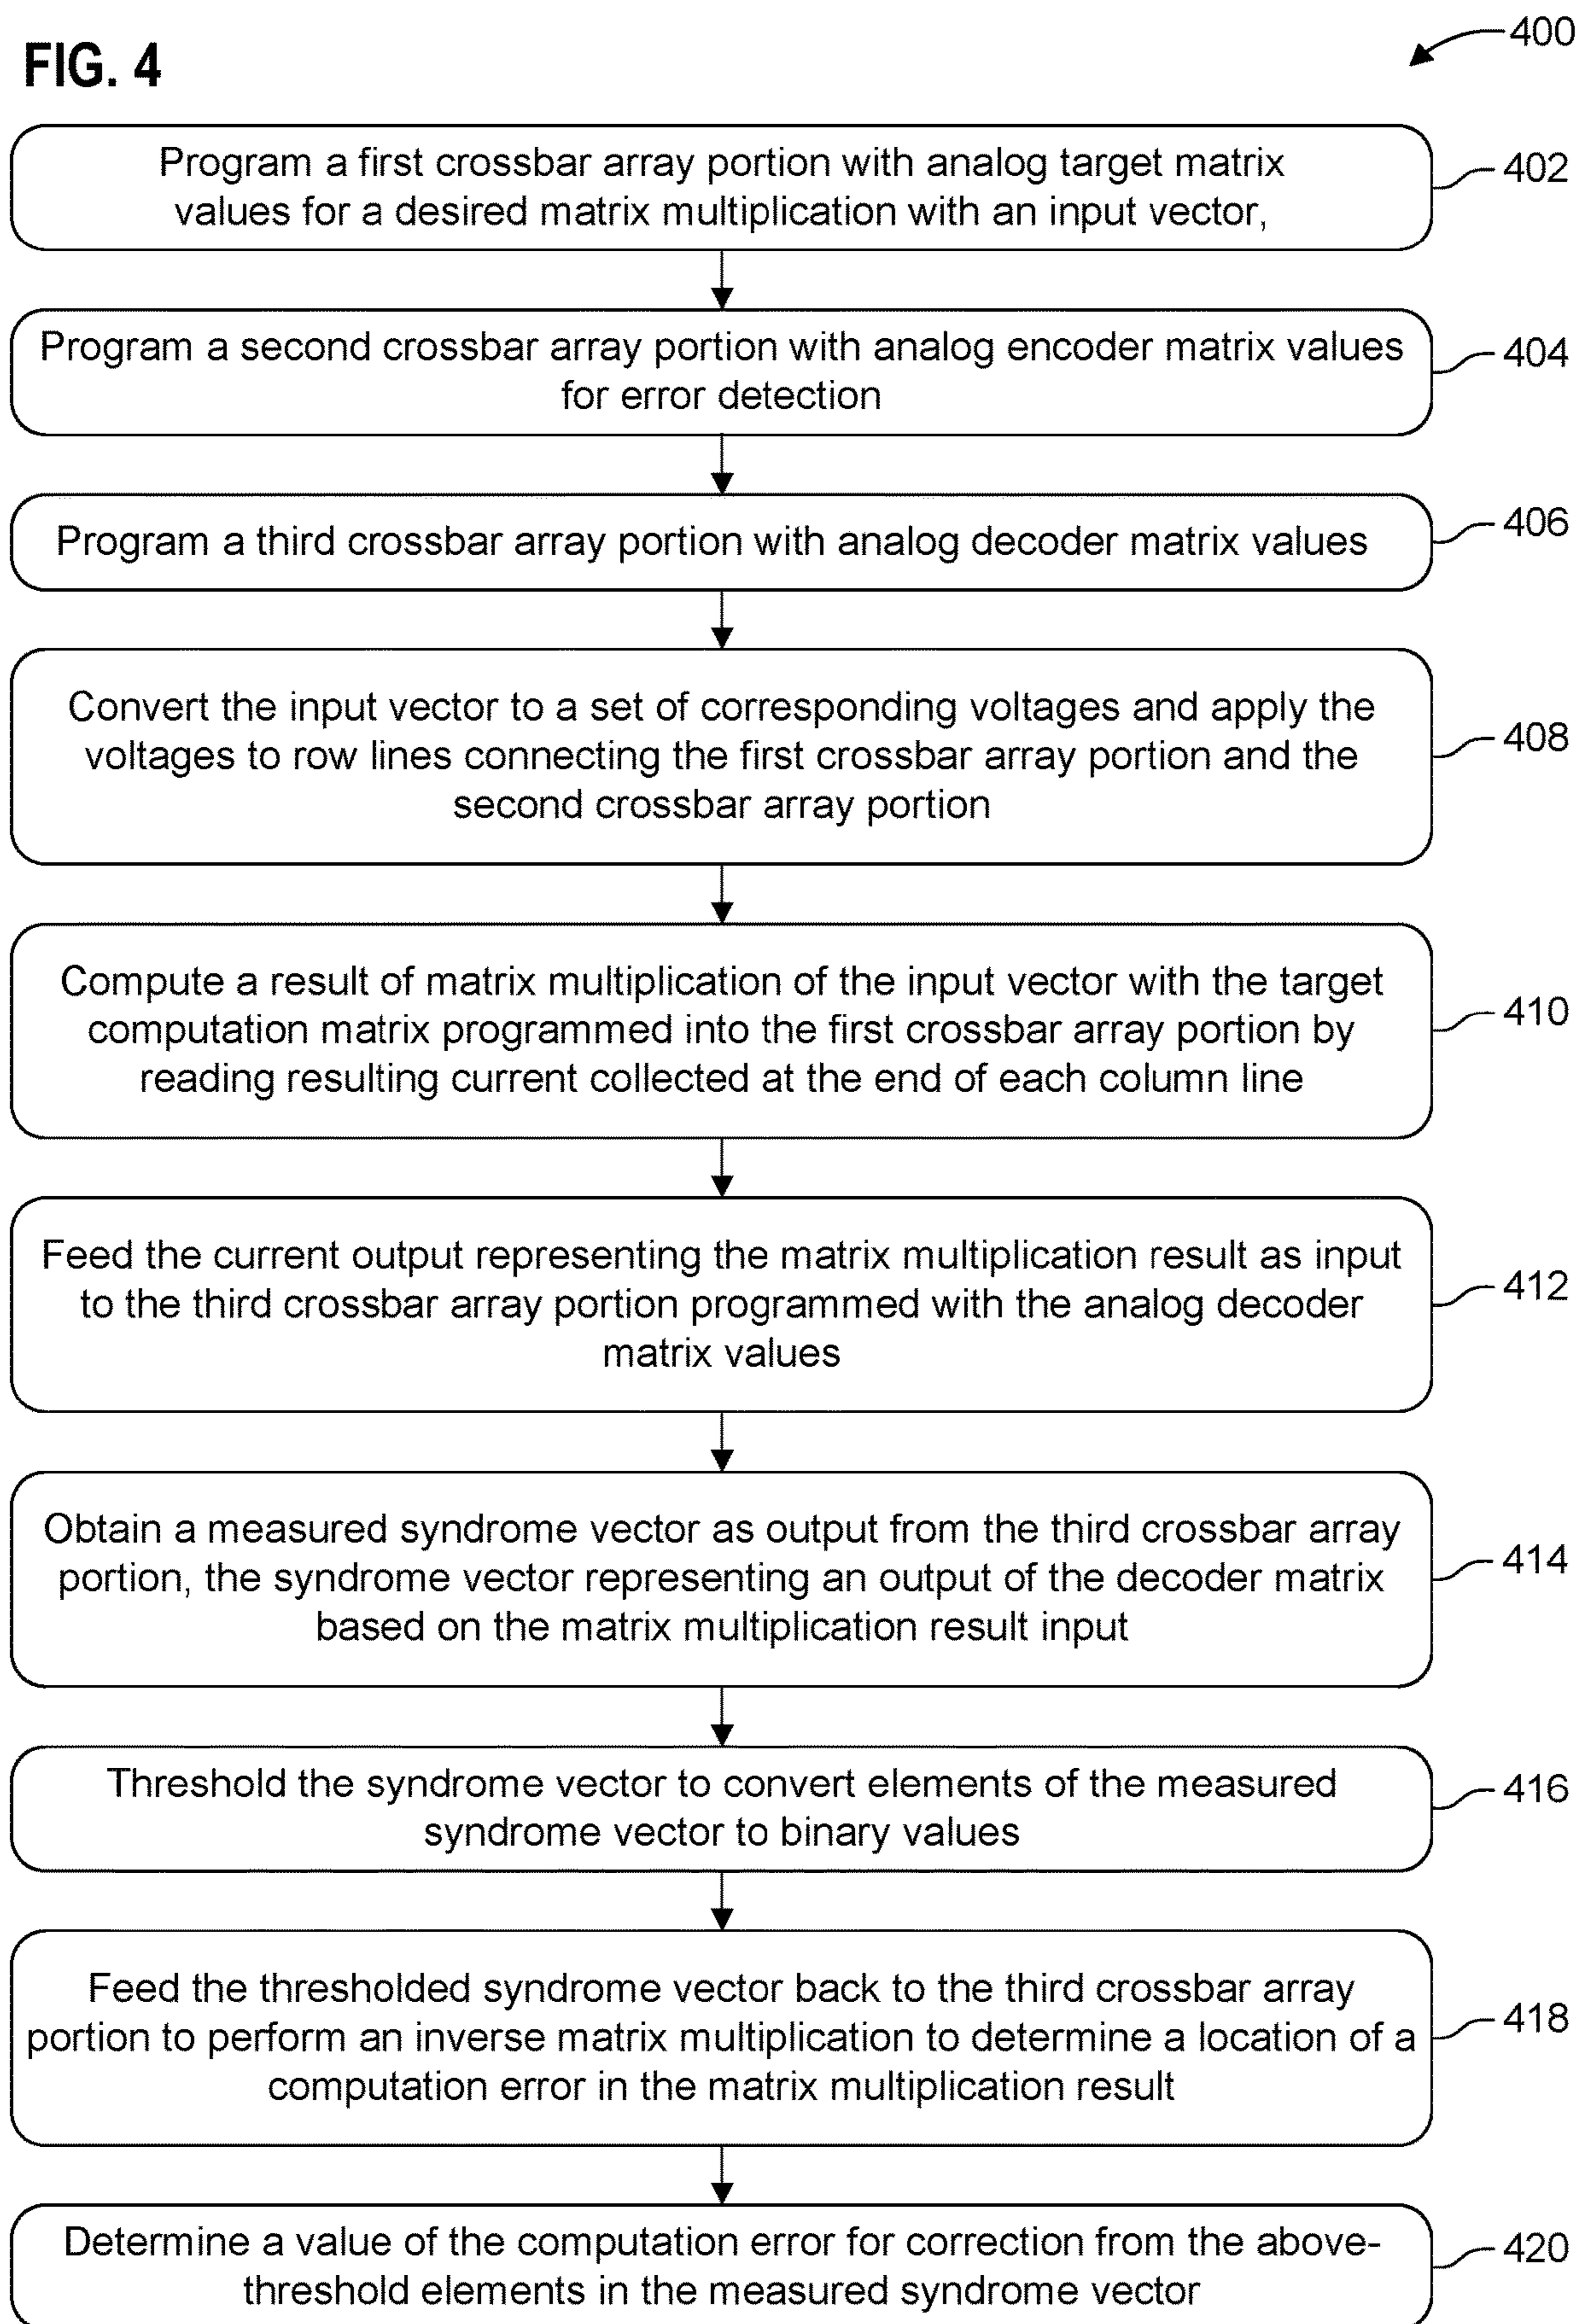 FIG. 4
400
Program a first crossbar array portion with analog target matrix
values for a desired matrix multiplication with an input vector,
402
Program a second crossbar array portion with analog encoder matrix values
for error detection
404
Program a third crossbar array portion with analog decoder matrix values
406
Convert the input vector to a set of corresponding voltages and apply the
voltages to row lines connecting the first crossbar array portion and the
second crossbar array portion
408
Compute a result of matrix multiplication of the input vector with the target
computation matrix programmed into the first crossbar array portion by
reading resulting current collected at the end of each column line
410
Feed the current output representing the matrix multiplication result as input
to the third crossbar array portion programmed with the analog decoder
matrix values
412
Obtain a measured syndrome vector as output from the third crossbar array
portion, the syndrome vector representing an output of the decoder matrix
based on the matrix multiplication result input
414
Threshold the syndrome vector to convert elements of the measured
syndrome vector to binary values
416
Feed the thresholded syndrome vector back to the third crossbar array
portion to perform an inverse matrix multiplication to determine a location of a
computation error in the matrix multiplication result
418
Determine a value of the computation error for correction from the above-
threshold elements in the measured syndrome vector
420